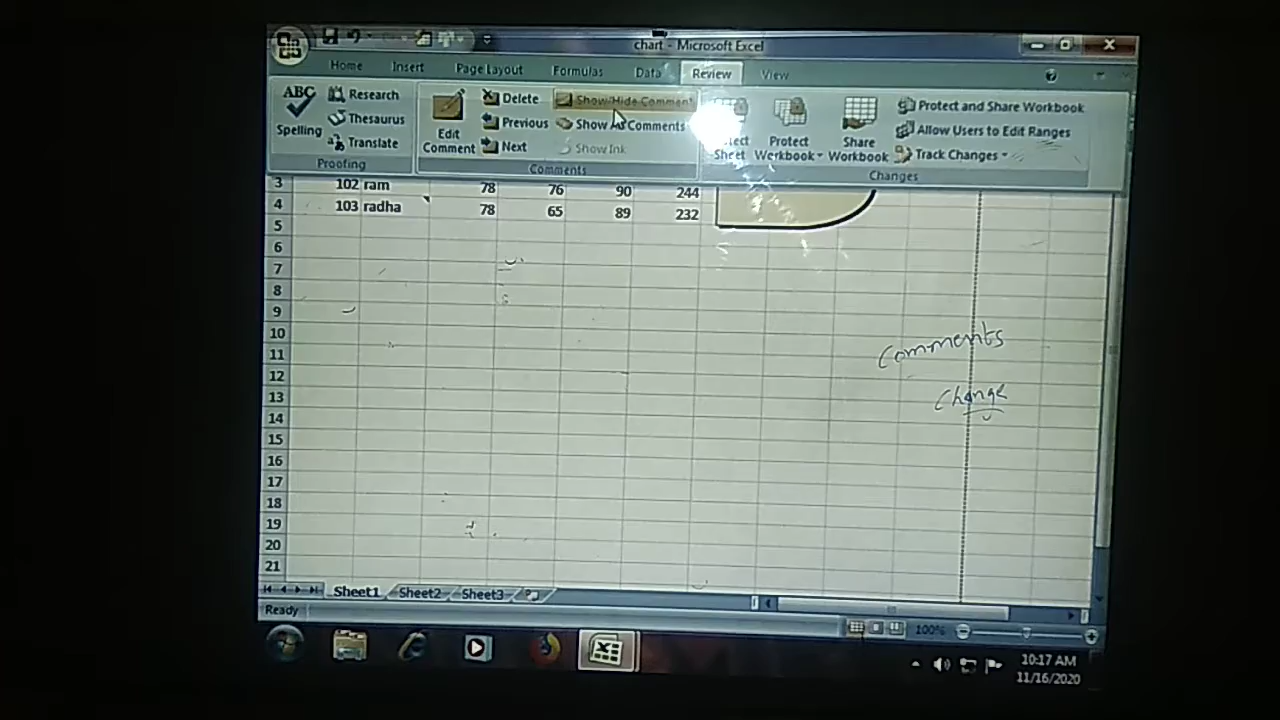 chart - Microsoft Excel
Home Insert Page Layout Formulas Data Review View
ABC Spelling
Research
Thesaurus
Translate
Proofing
Edit Comment
Delete
Previous
Next
Show/Hide Comment
Show All Comments
Show Ink
Comments
Sheet
Protect Workbook
Share Workbook
Protect and Share Workbook
Allow Users to Edit Ranges
Track Changes
Changes
3 102 ram 78 76 90 244
4 103 radha 78 65 89 232
5
6
7
8
9
10
Comments
11
12
13
Change
14
15
16
17
18
19
20
21
Sheet1 Sheet2 Sheet3
Ready
100%
10:17 AM
11/16/2020